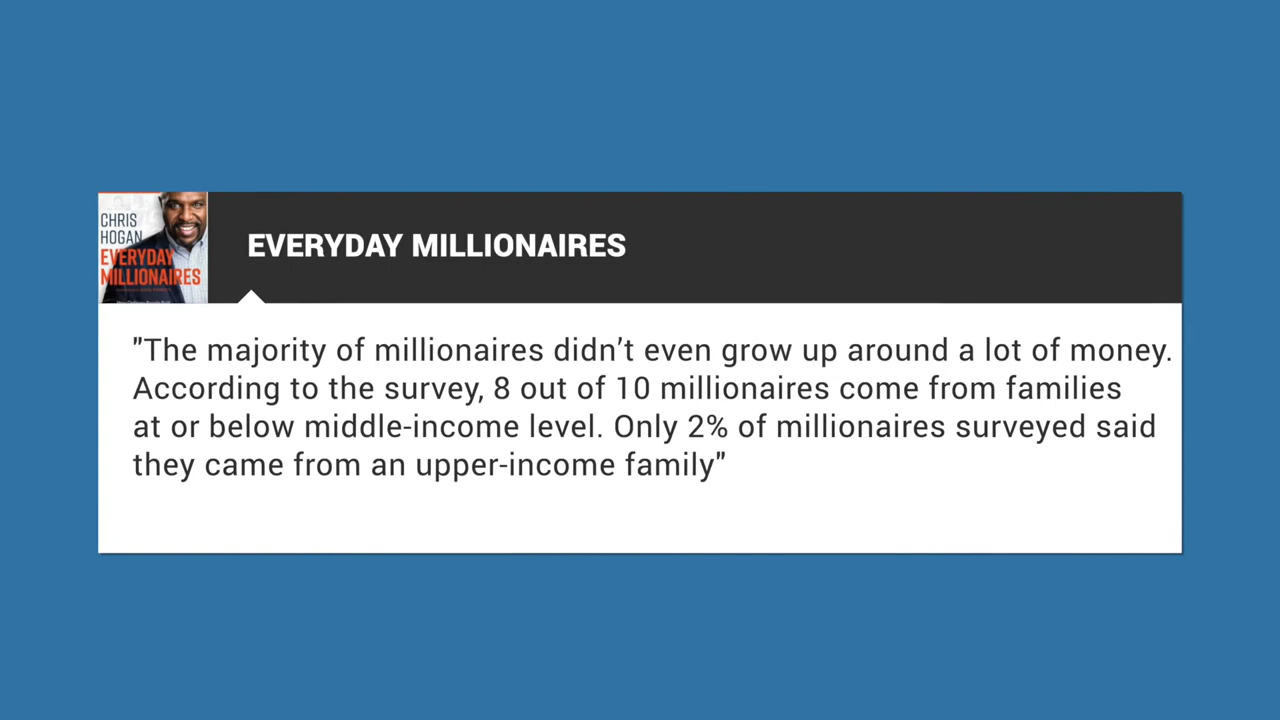 CHRIS
HOGAN
EVERYDAY
MILLIONAIRES
EVERYDAY MILLIONAIRES
"The majority of millionaires didn’t even grow up around a lot of money.
According to the survey, 8 out of 10 millionaires come from families
at or below middle-income level. Only 2% of millionaires surveyed said
they came from an upper-income family"